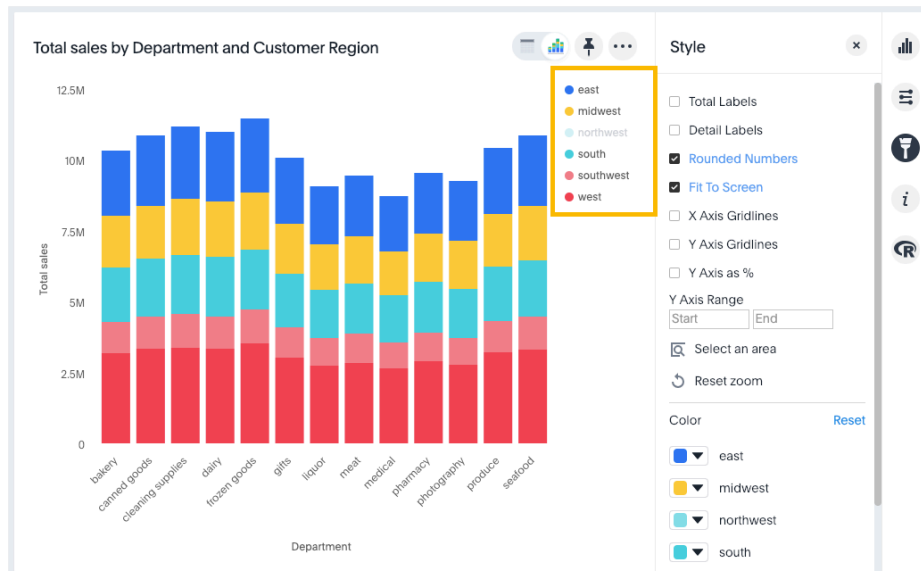 Total sales by Department and Customer Region
12.5M
10M
7.5M
5M
2.5M
0
Total sales
bakery
canned goods
cleaning supplies
dairy
frozen goods
gifts
liquor
meat
medical
pharmacy
photography
produce
seafood
Department
east
midwest
northwest
south
southwest
west
Style
Total Labels
Detail Labels
Rounded Numbers
Fit To Screen
X Axis Gridlines
Y Axis Gridlines
Y Axis as %
Y Axis Range
Start End
Select an area
Reset zoom
Color Reset
east
midwest
northwest
south
i
R